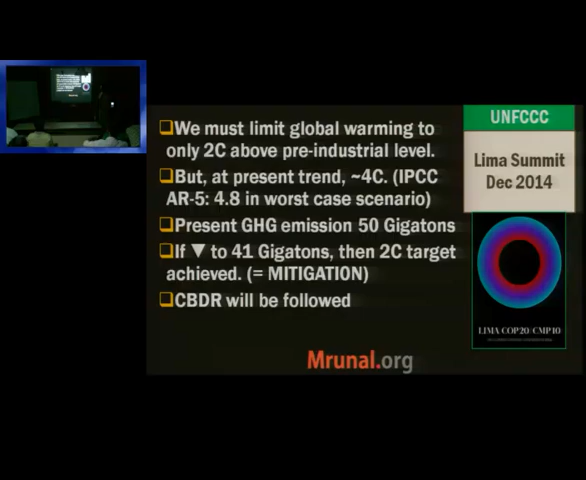 ❑We must limit global warming to
only 2C above pre-industrial level.
❑But, at present trend, ~4C. (IPCC
AR-5: 4.8 in worst case scenario)
❑Present GHG emission 50 Gigatons
❑If ▼ to 41 Gigatons, then 2C target
achieved. (= MITIGATION)
❑CBDR will be followed
UNFCCC
Lima Summit
Dec 2014
LIMA COP20/CMP10
Mrunal.org